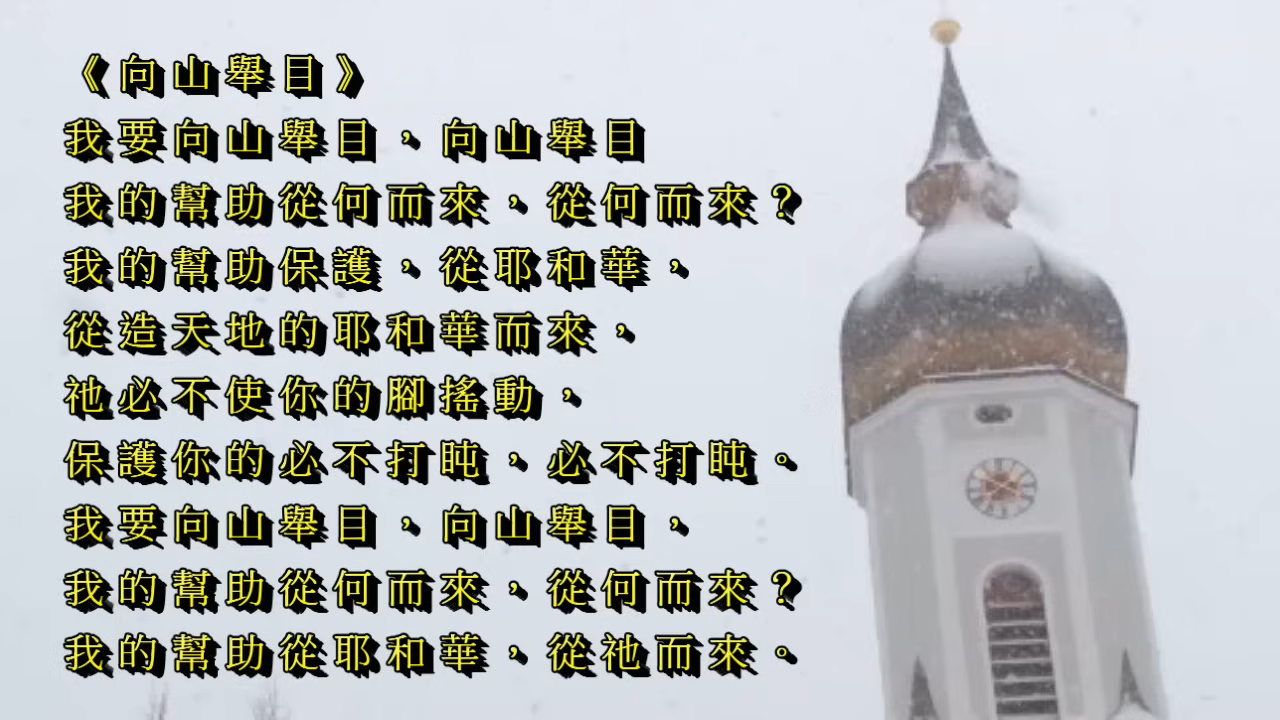 《向山舉目》
我要向山舉目，向山舉目
我的幫助從何而來，從何而來？
我的幫助保護，從耶和華，
從造天地的耶和華而來，
祂必不使你的腳搖動，
保護你的必不打盹，必不打盹。
我要向山舉目，向山舉目，
我的幫助從何而來，從何而來？
我的幫助從耶和華，從祂而來。